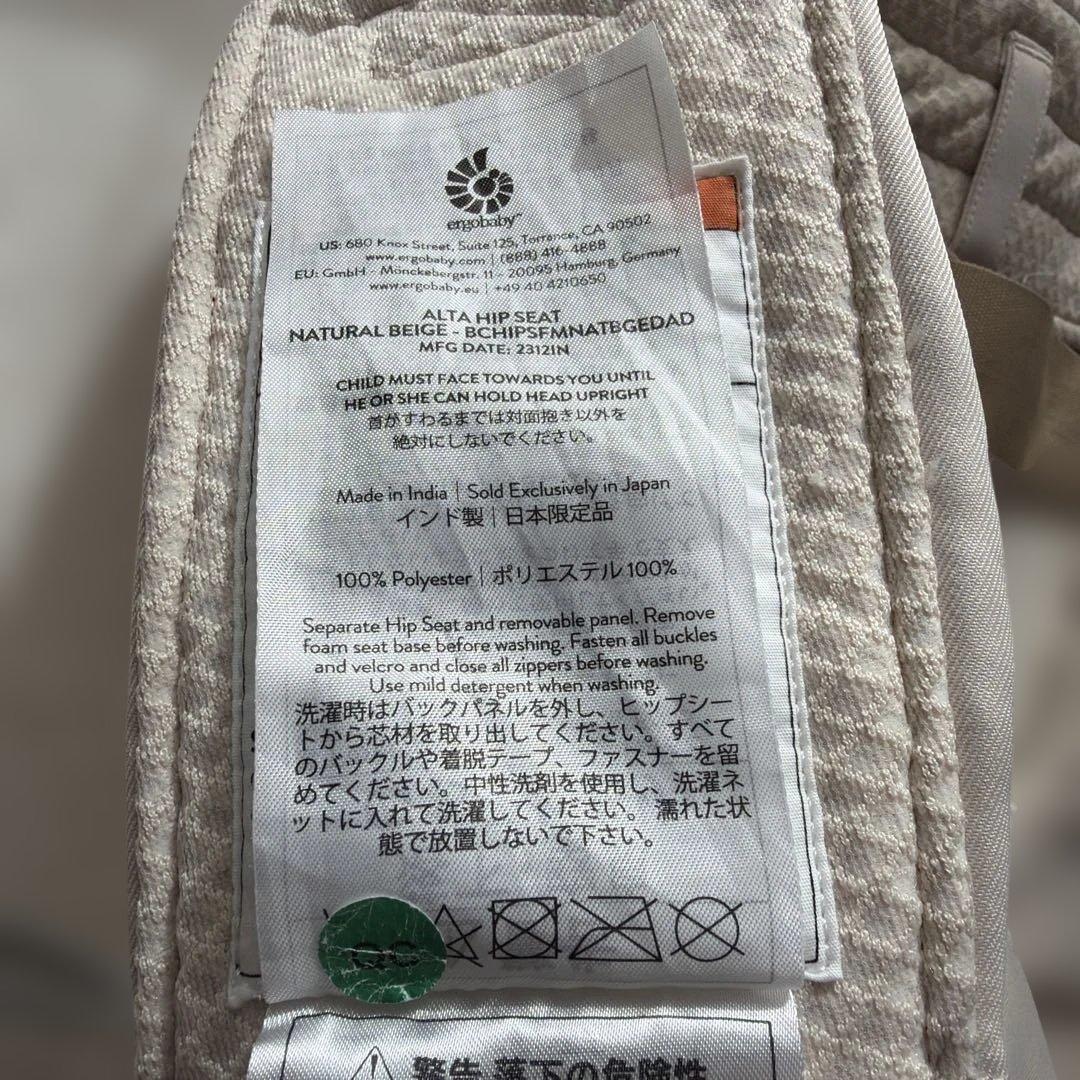 ergobaby™
US: 680 Knox Street, Suite 125, Torrance, CA 90502
www.ergobaby.com | (888) 416-4888
EU: GmbH - Mönckebergstr. 11 - 20095 Hamburg, Germany
www.ergobaby.eu | +49 40 4210650
ALTA HIP SEAT
NATURAL BEIGE - BCHIPSFMNATBGEDAD
MFG DATE: 2312IN
CHILD MUST FACE TOWARDS YOU UNTIL
HE OR SHE CAN HOLD HEAD UPRIGHT
首がすわるまでは対面抱き以外を
絶対にしないでください。
Made in India | Sold Exclusively in Japan
インド製 | 日本限定品
100% Polyester | ポリエステル 100%
Separate Hip Seat and removable panel. Remove
foam seat base before washing. Fasten all buckles
and velcro and close all zippers before washing.
Use mild detergent when washing.
洗濯時はバックパネルを外し、ヒップシー
トから芯材を取り出してください。すべて
のバックルや着脱テープ、ファスナーを留
めてください。中性洗剤を使用し、洗濯ネ
ットに入れて洗濯してください。濡れた状
態で放置しないで下さい。
QC
警告 落下の危険性